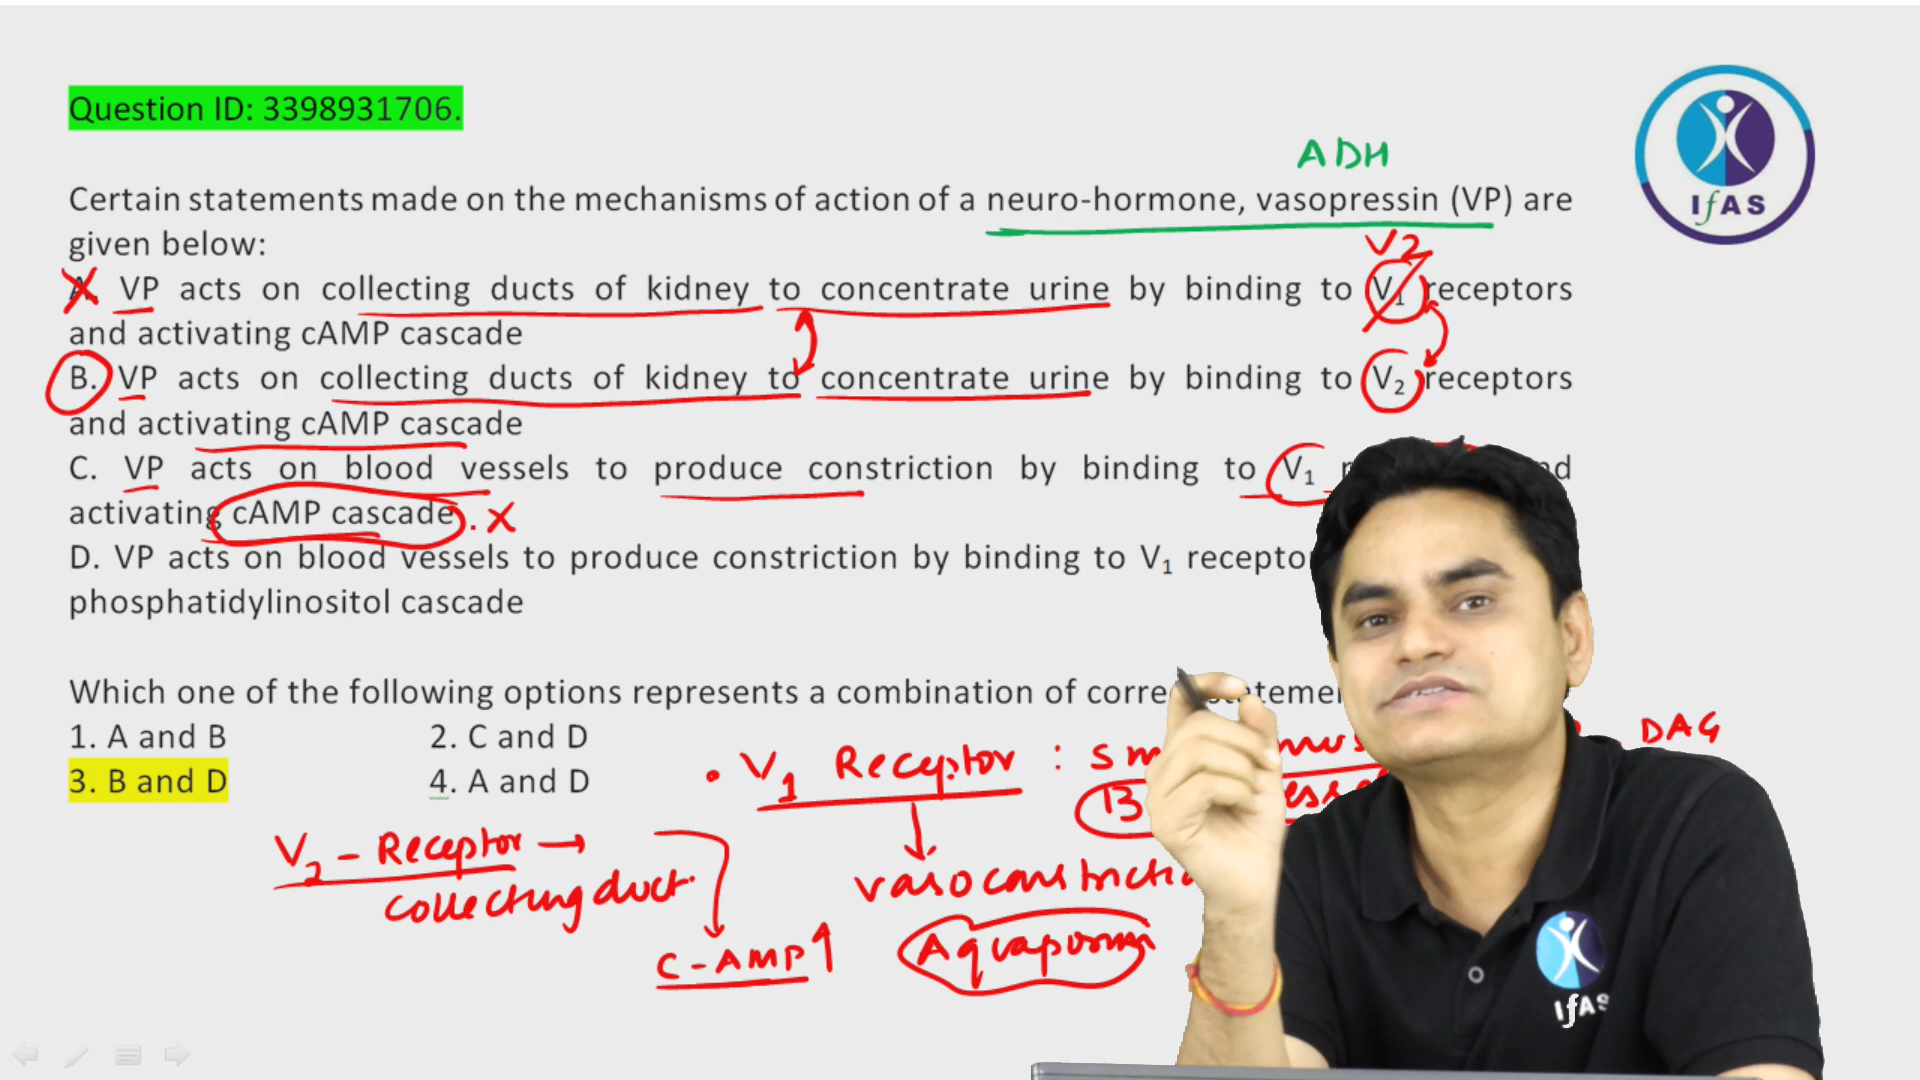 Question ID: 3398931706.
ADH
Certain statements made on the mechanisms of action of a neuro-hormone, vasopressin (VP) are
given below:
V2
A. VP acts on collecting ducts of kidney to concentrate urine by binding to V₁ receptors
and activating cAMP cascade
B. VP acts on collecting ducts of kidney to concentrate urine by binding to V₂ receptors
and activating cAMP cascade
C. VP acts on blood vessels to produce constriction by binding to V₁
activating cAMP cascade. X
D. VP acts on blood vessels to produce constriction by binding to V₁
phosphatidylinositol cascade
Which one of the following options represents a combination of
1. A and B 2. C and D
3. B and D 4. A and D
• V1 Receptor :
DAG
V2 - Receptor →
collecting duct.
C-AMP↑
Aquaporin
IfAS
IfAS